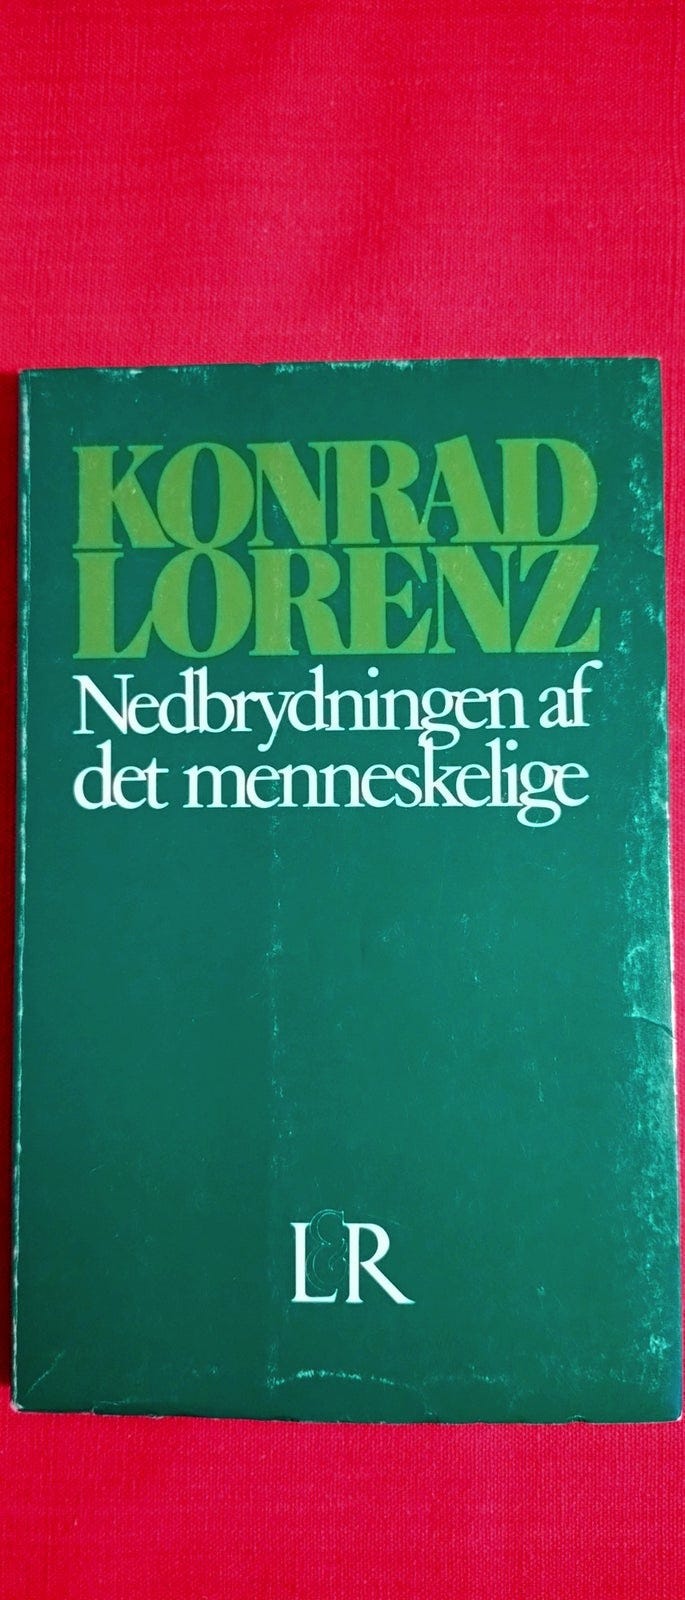 KONRAD
LORENZ
Nedbrydningen af
det menneskelige
L&R